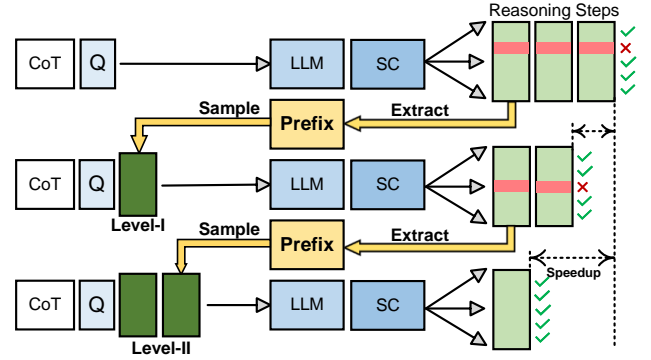 Reasoning Steps
CoT Q LLM SC
Sample Prefix Extract
CoT Q LLM SC
Level-I
Sample Prefix Extract
Speedup
CoT Q LLM SC
Level-II